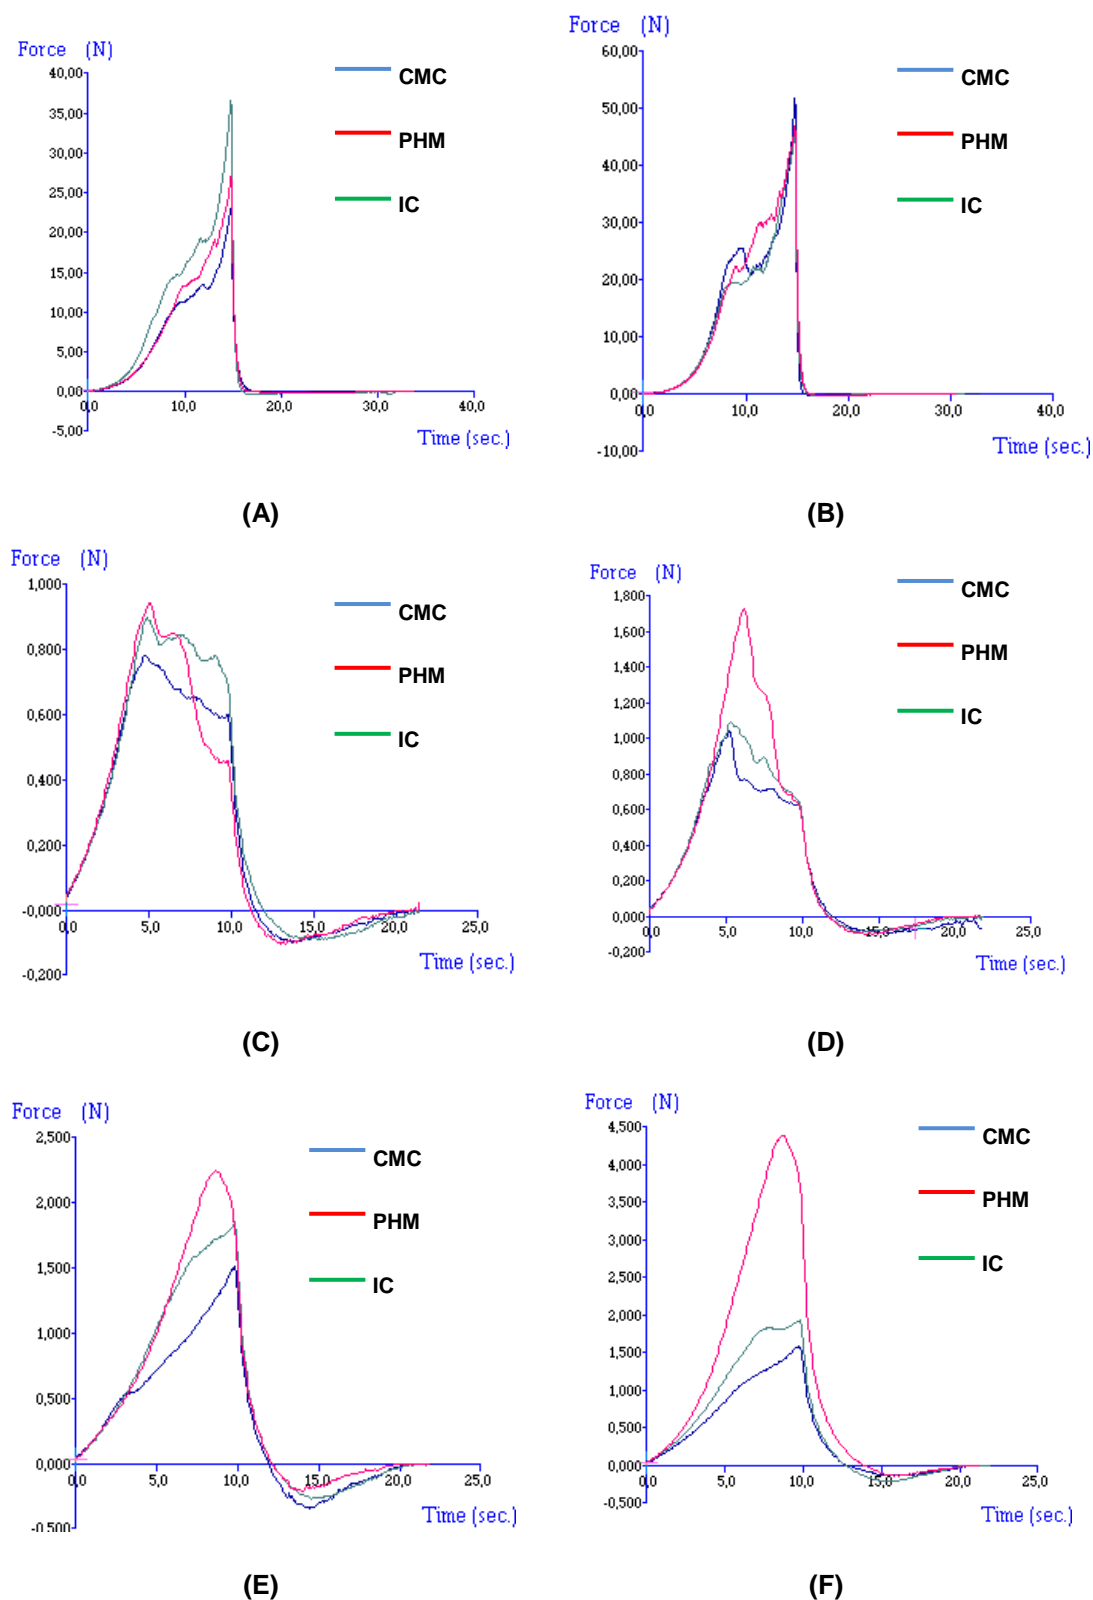 Force (N)
40,00
35,00
30,00
25,00
20,00
15,00
10,00
5,00
0,00
-5,00
0,0
10,0
20,0
30,0
40,0
Time (sec.)
CMC
PHM
IC
(A)
Force (N)
60,00
50,00
40,00
30,00
20,00
10,00
0,00
-10,00
0,0
10,0
20,0
30,0
40,0
Time (sec.)
CMC
PHM
IC
(B)
Force (N)
1,000
0,800
0,600
0,400
0,200
-0,000
-0,200
0,0
5,0
10,0
15,0
20,0
25,0
Time (sec.)
CMC
PHM
IC
(C)
Force (N)
1,800
1,600
1,400
1,200
1,000
0,800
0,600
0,400
0,200
0,000
-0,200
0,0
5,0
10,0
15,0
20,0
25,0
Time (sec.)
CMC
PHM
IC
(D)
Force (N)
2,500
2,000
1,500
1,000
0,500
0,000
-0,500
0,0
5,0
10,0
15,0
20,0
25,0
Time (sec.)
CMC
PHM
IC
(E)
Force (N)
4,500
4,000
3,500
3,000
2,500
2,000
1,500
1,000
0,500
0,000
-0,500
0,0
5,0
10,0
15,0
20,0
25,0
Time (sec.)
CMC
PHM
IC
(F)